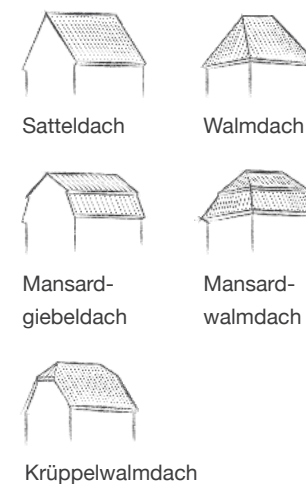 Satteldach
Walmdach
Mansard-
giebeldach
Mansard-
walmdach
Krüppelwalmdach